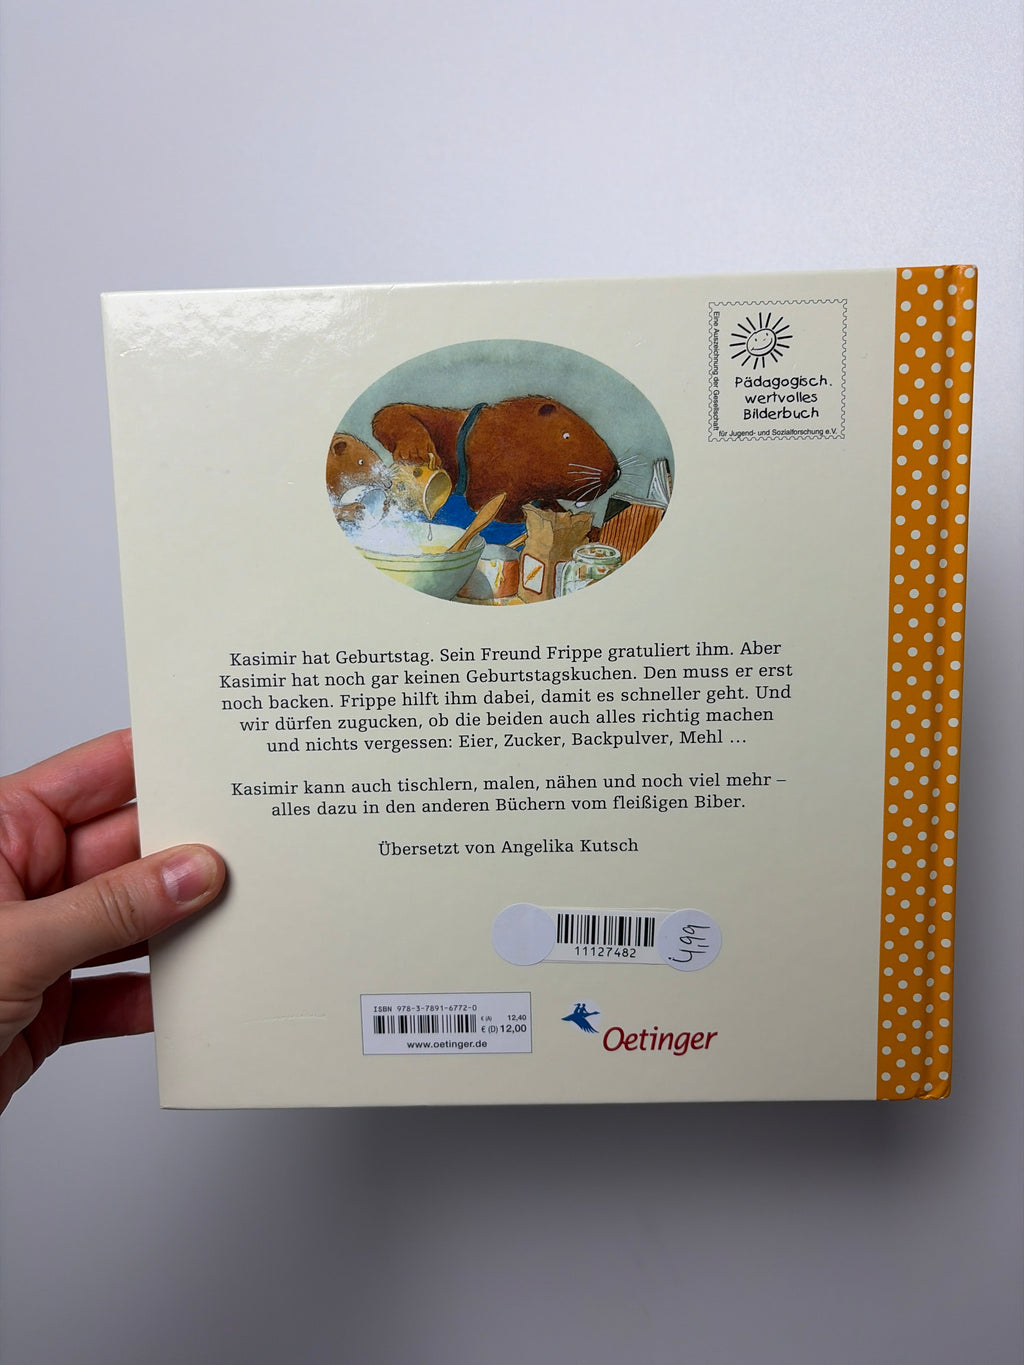 Eine Auszeichnung der Gesellschaft
Pädagogisch
wertvolles
Bilderbuch
für Jugend- und Sozialforschung e.V.
Kasimir hat Geburtstag. Sein Freund Frippe gratuliert ihm. Aber
Kasimir hat noch gar keinen Geburtstagskuchen. Den muss er erst
noch backen. Frippe hilft ihm dabei, damit es schneller geht. Und
wir dürfen zugucken, ob die beiden auch alles richtig machen
und nichts vergessen: Eier, Zucker, Backpulver, Mehl …
Kasimir kann auch tischlern, malen, nähen und noch viel mehr –
alles dazu in den anderen Büchern vom fleißigen Biber.
Übersetzt von Angelika Kutsch
11127482
4,99
ISBN 978-3-7891-6772-0
€ (A) 12,40
€ (D) 12,00
www.oetinger.de
Oetinger